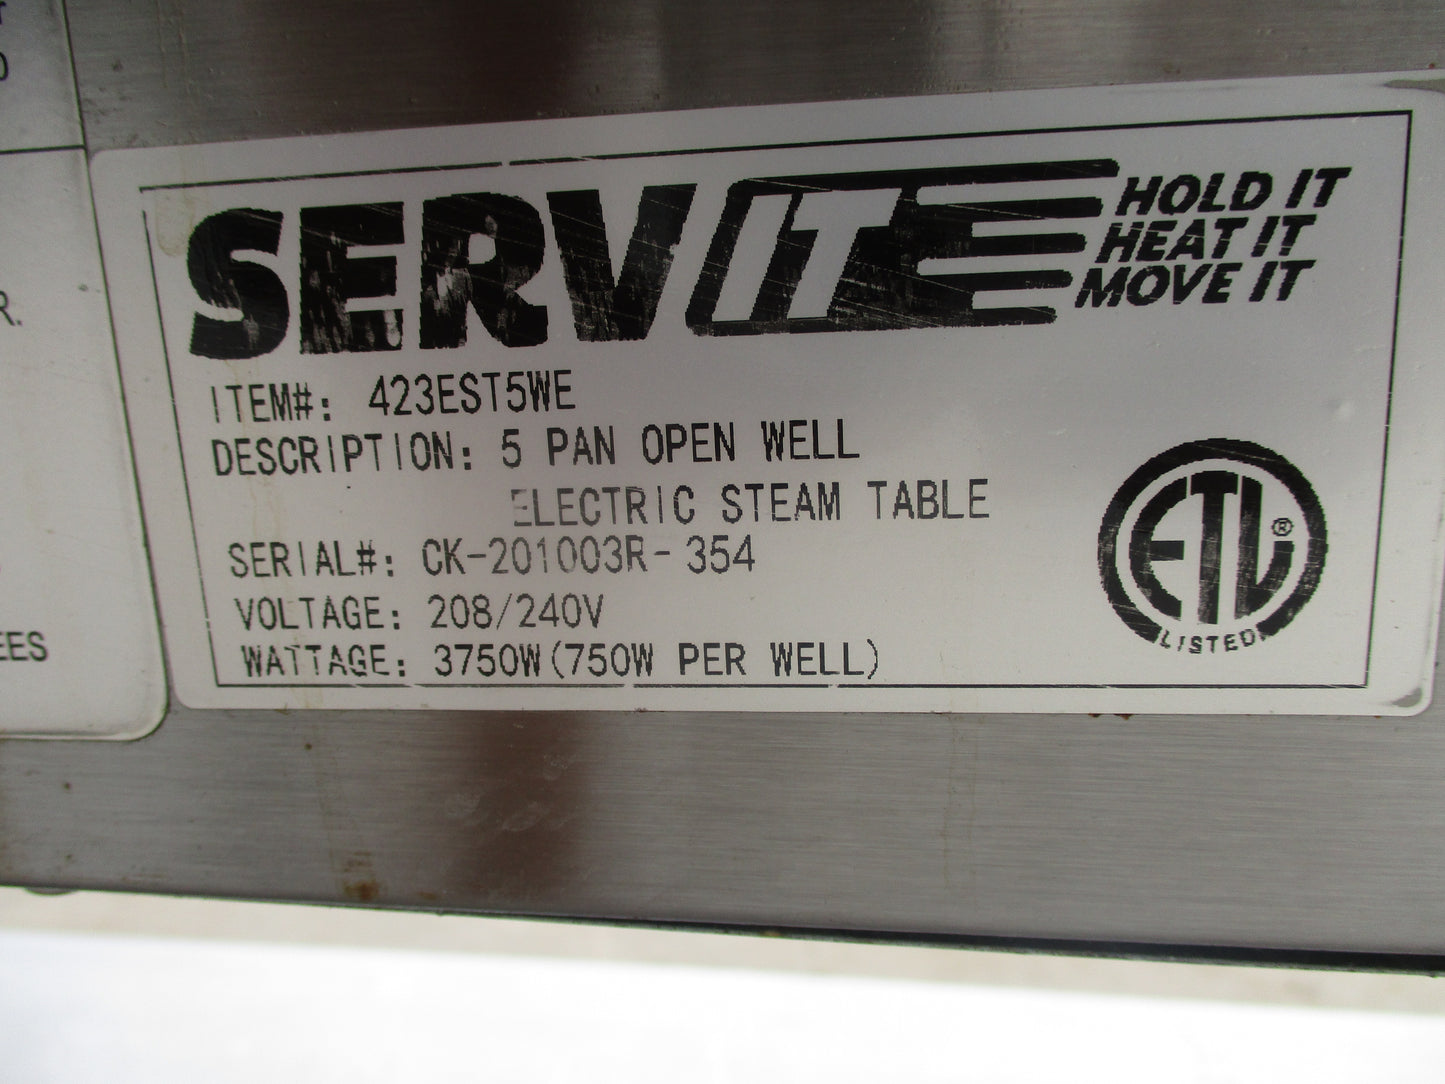 R.
EES
SERVIT
HOLD IT
HEAT IT
MOVE IT
ITEM#: 423EST5WE
DESCRIPTION: 5 PAN OPEN WELL
ELECTRIC STEAM TABLE
SERIAL#: CK-201003R-354
VOLTAGE: 208/240V
WATTAGE: 3750W(750W PER WELL)
ETL®
LISTED